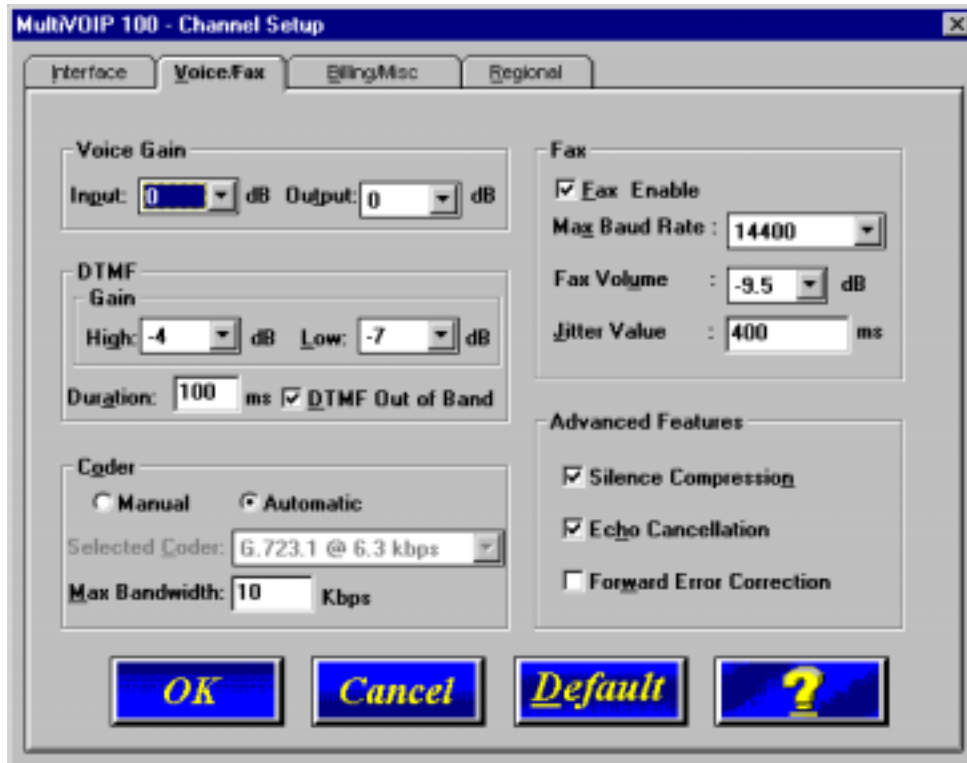 MultiVOIP 100 - Channel Setup
Interface
Voice/Fax
Billing/Misc
Regional
Voice Gain
Input: 0 dB Output: 0 dB
DTMF
Gain
High: -4 dB Low: -7 dB
Duration: 100 ms DTMF Out of Band
Coder
Manual Automatic
Selected Coder: G.723.1 @ 6.3 kbps
Max Bandwidth: 10 Kbps
Fax
Fax Enable
Max Baud Rate : 14400
Fax Volume : -9.5 dB
Jitter Value : 400 ms
Advanced Features
Silence Compression
Echo Cancellation
Forward Error Correction
OK
Cancel
Default
?